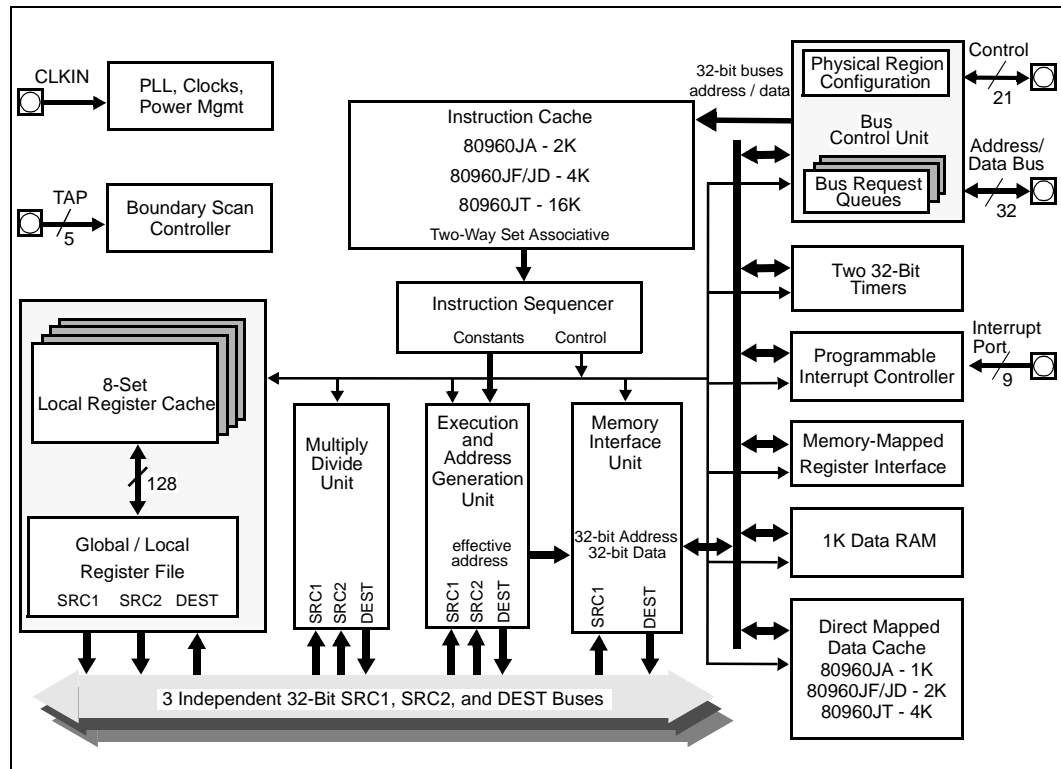 CLKIN
PLL, Clocks,
Power Mgmt
TAP
5
Boundary Scan
Controller
Instruction Cache
80960JA - 2K
80960JF/JD - 4K
80960JT - 16K
Two-Way Set Associative
32-bit buses
address / data
Physical Region
Configuration
Bus
Control Unit
Bus Request
Queues
Control
21
Address/
Data Bus
32
Instruction Sequencer
Constants
Control
Two 32-Bit
Timers
Programmable
Interrupt Controller
Interrupt
Port
9
8-Set
Local Register Cache
128
Global / Local
Register File
SRC1
SRC2
DEST
Multiply
Divide
Unit
SRC1
SRC2
DEST
Execution
and
Address
Generation
Unit
effective
address
SRC1
SRC2
DEST
Memory
Interface
Unit
32-bit Address
32-bit Data
SRC1
DEST
Memory-Mapped
Register Interface
1K Data RAM
Direct Mapped
Data Cache
80960JA - 1K
80960JF/JD - 2K
80960JT - 4K
3 Independent 32-Bit SRC1, SRC2, and DEST Buses